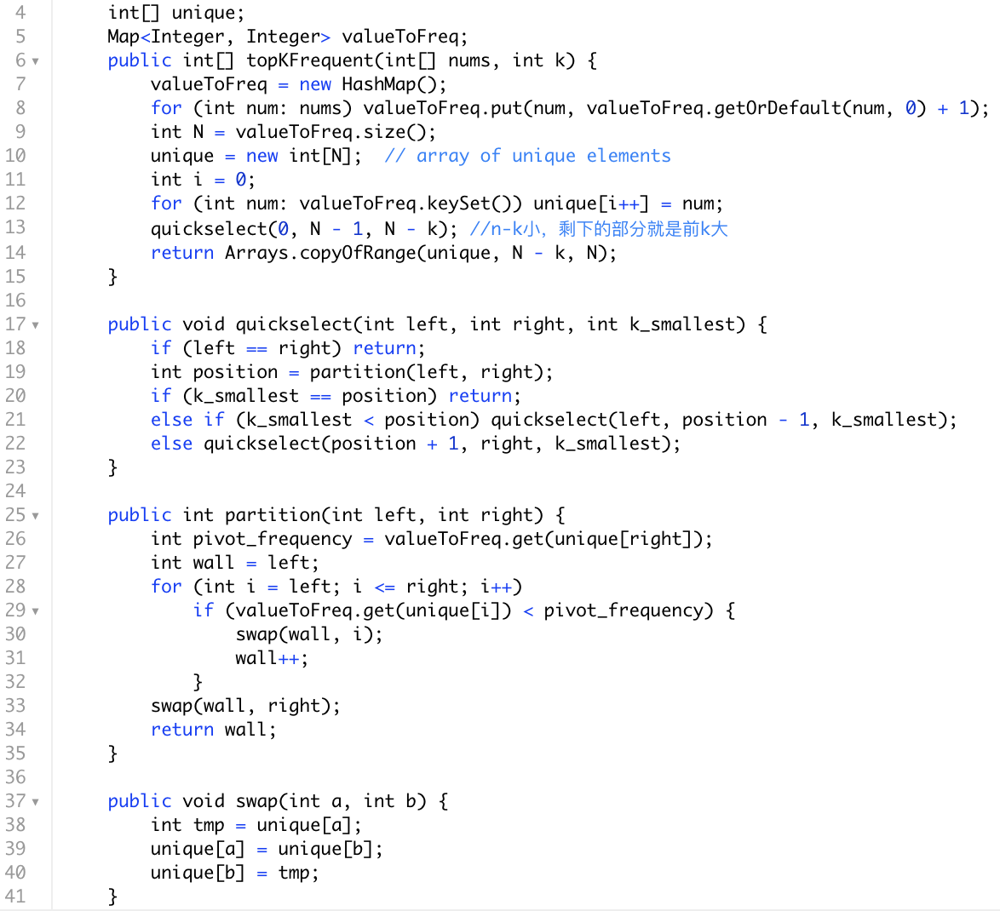 4 int[] unique;
5 Map<Integer, Integer> valueToFreq;
6 public int[] topKFrequent(int[] nums, int k) {
7 valueToFreq = new HashMap();
8 for (int num: nums) valueToFreq.put(num, valueToFreq.getOrDefault(num, 0) + 1);
9 int N = valueToFreq.size();
10 unique = new int[N];  // array of unique elements
11 int i = 0;
12 for (int num: valueToFreq.keySet()) unique[i++] = num;
13 quickselect(0, N - 1, N - k); //n-k小，剩下的部分就是前k大
14 return Arrays.copyOfRange(unique, N - k, N);
15 }
16
17 public void quickselect(int left, int right, int k_smallest) {
18 if (left == right) return;
19 int position = partition(left, right);
20 if (k_smallest == position) return;
21 else if (k_smallest < position) quickselect(left, position - 1, k_smallest);
22 else quickselect(position + 1, right, k_smallest);
23 }
24
25 public int partition(int left, int right) {
26 int pivot_frequency = valueToFreq.get(unique[right]);
27 int wall = left;
28 for (int i = left; i <= right; i++)
29 if (valueToFreq.get(unique[i]) < pivot_frequency) {
30 swap(wall, i);
31 wall++;
32 }
33 swap(wall, right);
34 return wall;
35 }
36
37 public void swap(int a, int b) {
38 int tmp = unique[a];
39 unique[a] = unique[b];
40 unique[b] = tmp;
41 }